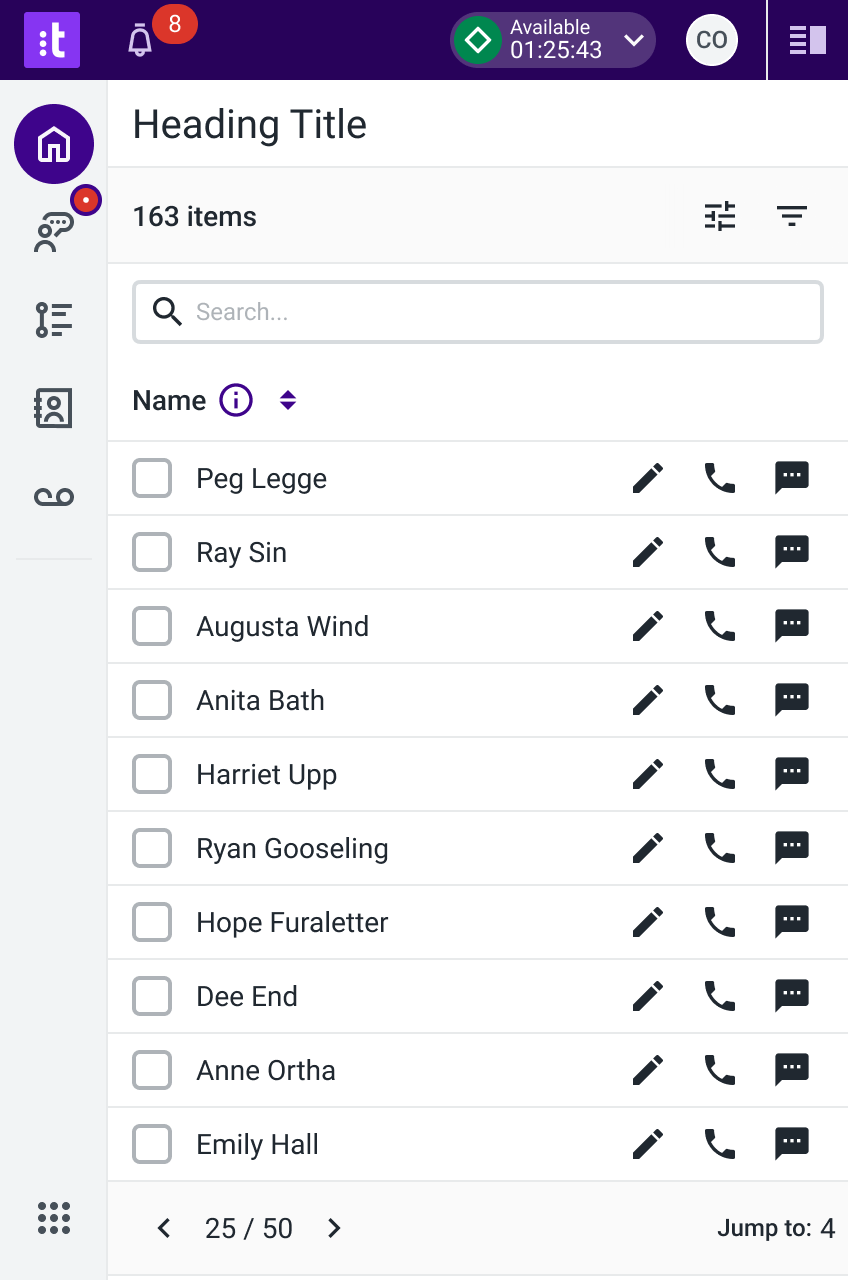 :t
8
Available
01:25:43
CO
Heading Title
163 items
Search...
Name
Peg Legge
Ray Sin
Augusta Wind
Anita Bath
Harriet Upp
Ryan Gooseling
Hope Furaletter
Dee End
Anne Ortha
Emily Hall
25 / 50
Jump to: 4